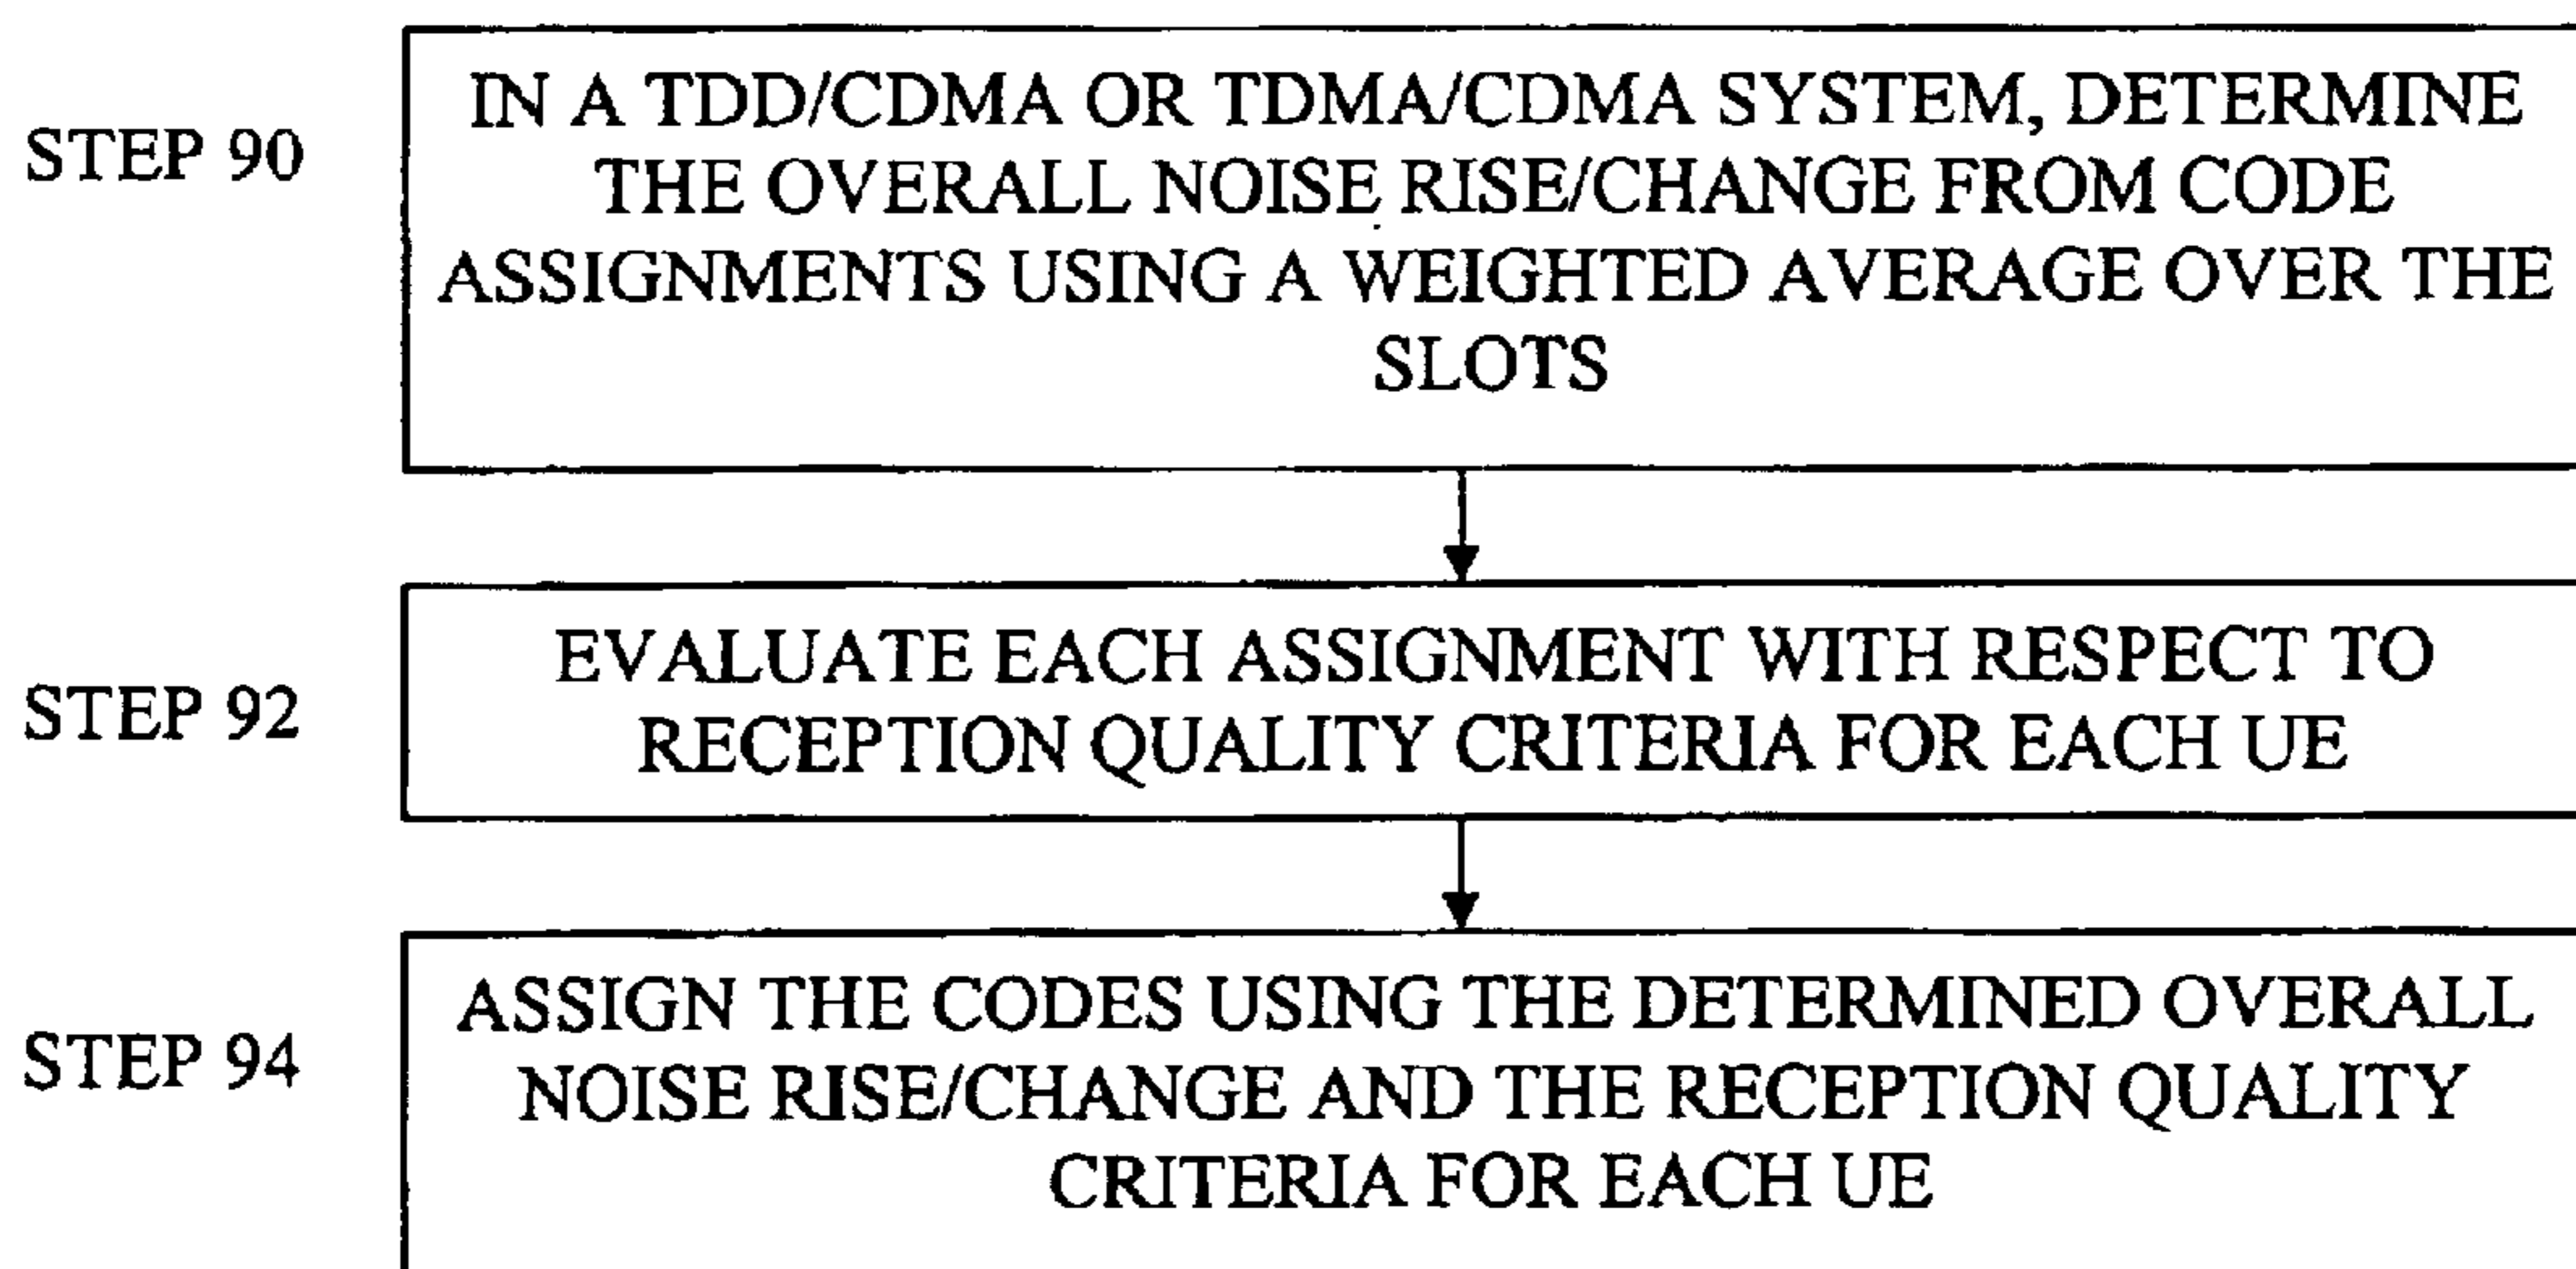 STEP 90
IN A TDD/CDMA OR TDMA/CDMA SYSTEM, DETERMINE
THE OVERALL NOISE RISE/CHANGE FROM CODE
ASSIGNMENTS USING A WEIGHTED AVERAGE OVER THE
SLOTS
STEP 92
EVALUATE EACH ASSIGNMENT WITH RESPECT TO
RECEPTION QUALITY CRITERIA FOR EACH UE
STEP 94
ASSIGN THE CODES USING THE DETERMINED OVERALL
NOISE RISE/CHANGE AND THE RECEPTION QUALITY
CRITERIA FOR EACH UE